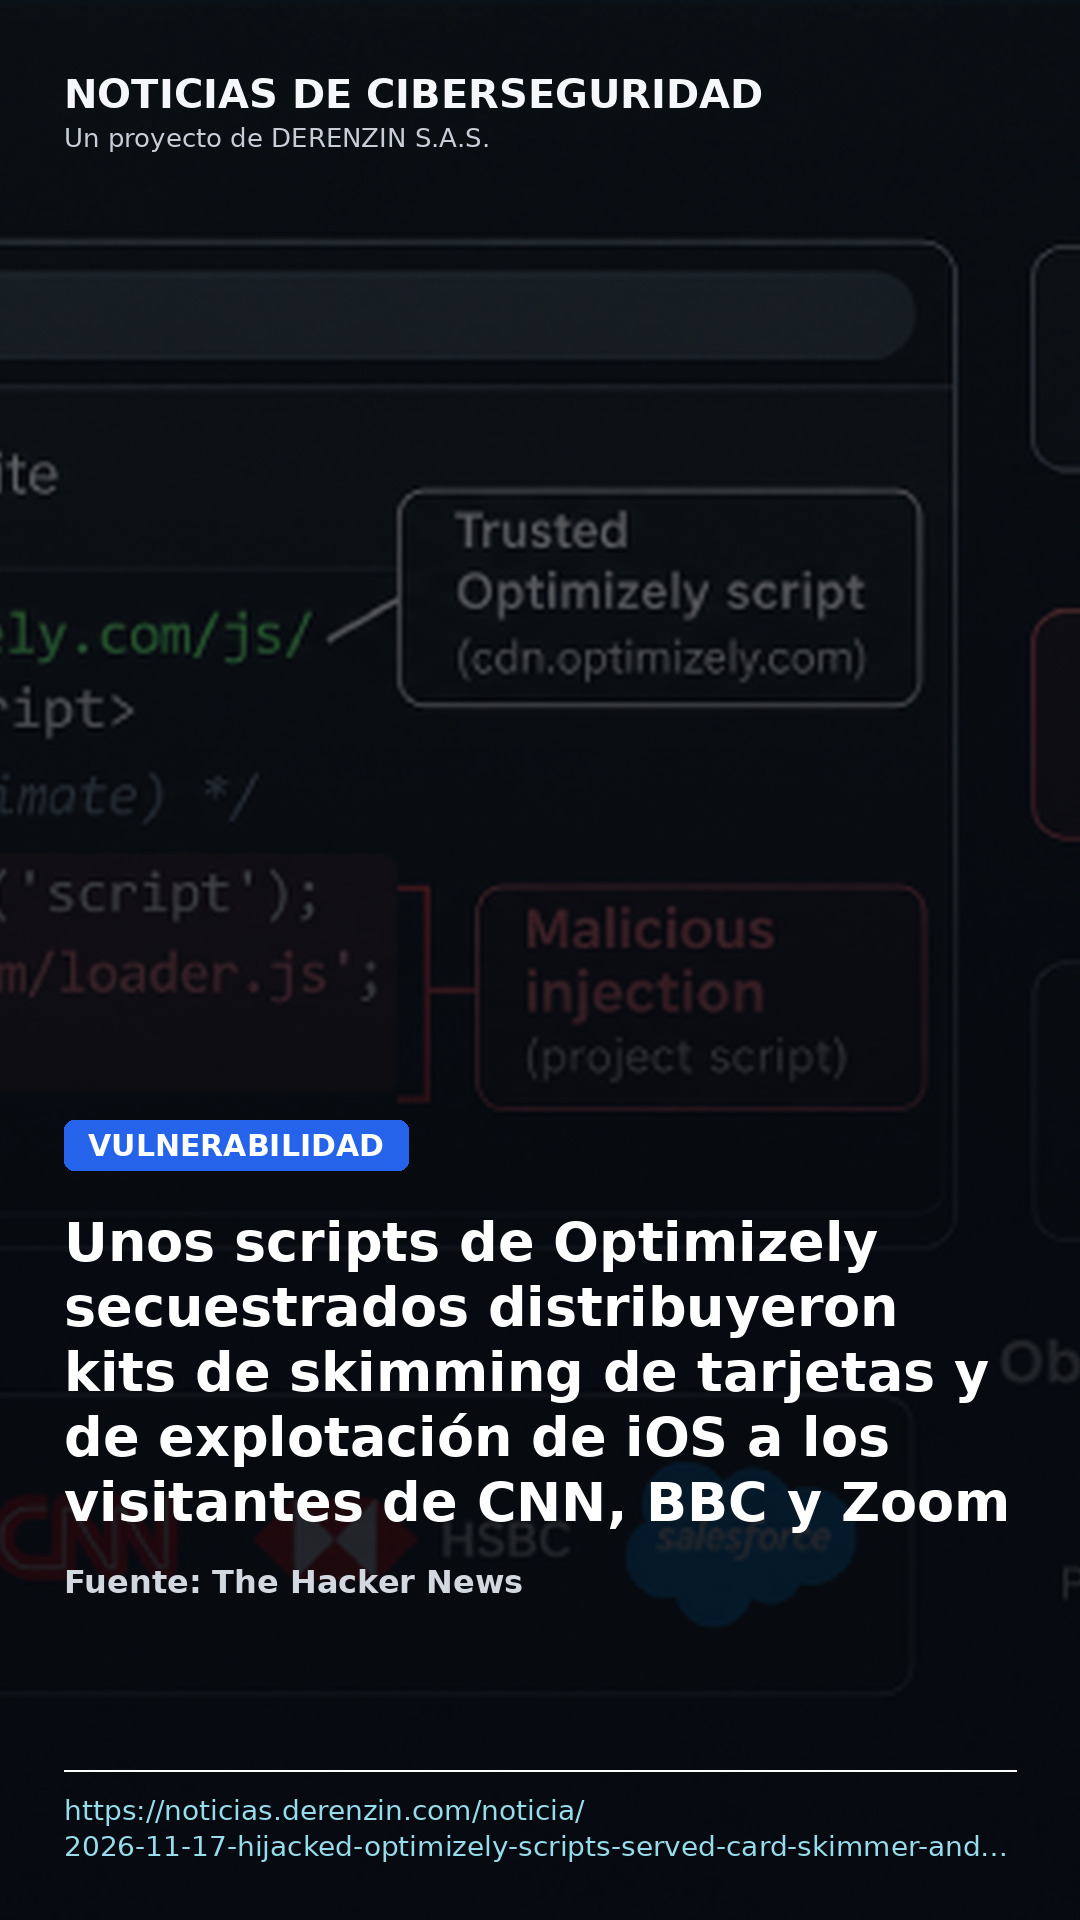 NOTICIAS DE CIBERSEGURIDAD
Un proyecto de DERENZIN S.A.S.
ite
Trusted
Optimizely script
(cdn.optimizely.com)
ely.com/js/
ript>
imate) */
('script');
m/loader.js';
Malicious
injection
(project script)
VULNERABILIDAD
Unos scripts de Optimizely
secuestrados distribuyeron
kits de skimming de tarjetas y
de explotación de iOS a los
visitantes de CNN, BBC y Zoom
Ob
CNN
HSBC
salesforce
Fuente: The Hacker News
https://noticias.derenzin.com/noticia/
2026-11-17-hijacked-optimizely-scripts-served-card-skimmer-and…